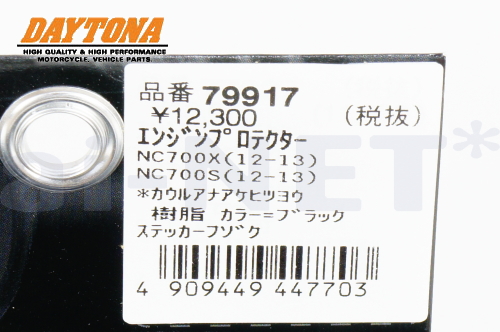 DAYTONA
HIGH QUALITY & HIGH PERFORMANCE
MOTORCYCLE. VEHICLE PARTS.
品番 79917
¥12,300 (税抜)
エンジンプロテクター
NC700X(12-13)
NC700S(12-13)
*カウルアナアケヒツヨウ
樹脂 カラー=ブラック
ステッカーフゾク
4 909449 447703